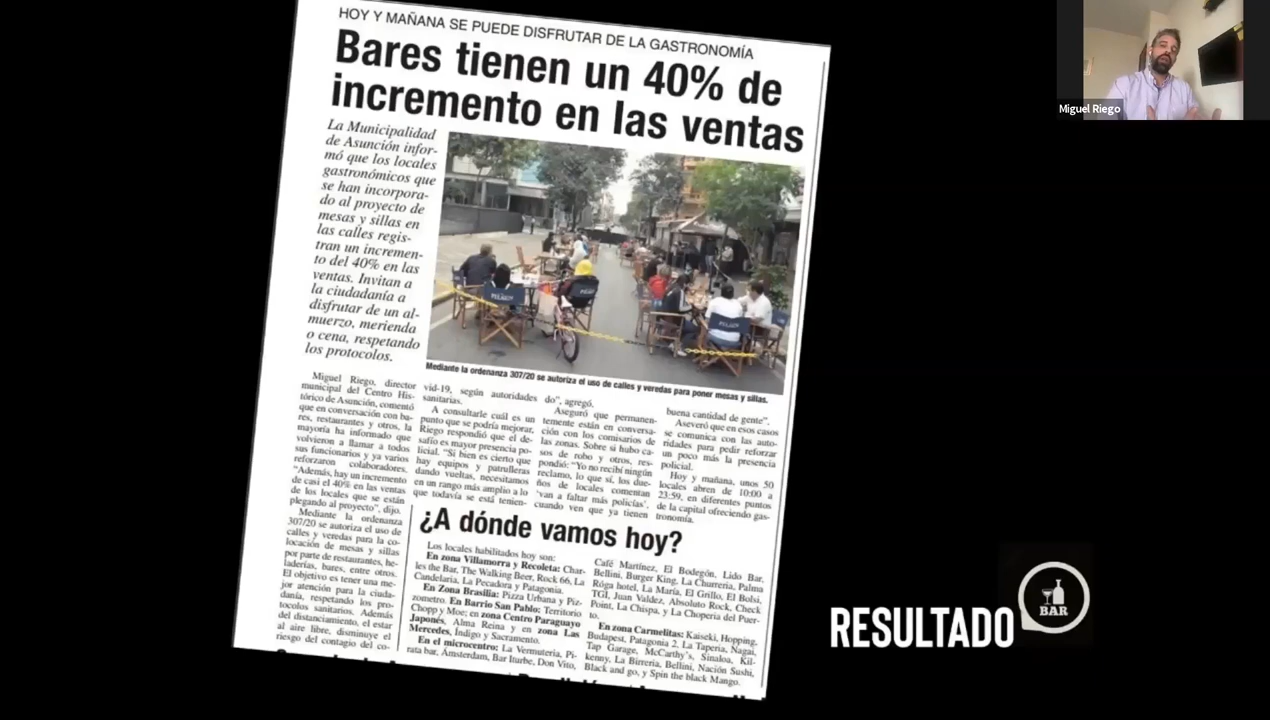 HOY Y MAÑANA SE PUEDE DISFRUTAR DE LA GASTRONOMÍA
Bares tienen un 40% de
incremento en las ventas
La Municipalidad
de Asunción infor-
mó que los locales
gastronómicos que
se han incorpora-
do al proyecto de
mesas y sillas en
las calles regis-
tran un incremen-
to del 40% en las
ventas. Invitan a
la ciudadanía a
disfrutar de un al-
muerzo, merienda
o cena, respetando
los protocolos.
Mediante la ordenanza 307/20 se autoriza el uso de calles y veredas para poner mesas y sillas.
Miguel Riego, director
municipal del Centro His-
tórico de Asunción, comentó
que en conversación con ba-
res, restaurantes y otros, la
mayoría ha informado que
volvieron a llamar a todos
sus funcionarios y ya varios
reforzaron colaboradores.
"Además, hay un incremento
de casi el 40% en las ventas
de los locales que se están
plegando al proyecto", dijo.
Mediante la ordenanza
307/20 se autoriza el uso de
calles y veredas para la co-
locación de mesas y sillas
por parte de restaurantes, he-
laderías, bares, entre otros.
El objetivo es tener una me-
jor atención para la ciuda-
danía, respetando los pro-
tocolos sanitarios. Además
del distanciamiento, el estar
al aire libre, disminuye el
riesgo del contagio del co-
vid-19, según autoridades
sanitarias.
A consultarle cuál es un
punto que se podría mejorar,
Riego respondió que el de-
safío es mayor presencia po-
licial. "Si bien es cierto que
hay equipos y patrulleras
dando vueltas, necesitamos
en un rango más amplio a lo
que todavía se está tenien-
do", agregó.
Aseguró que permanen-
temente están en conversa-
ción con los comisarios de
las zonas. Sobre si hubo ca-
sos de robo y otros, res-
pondió: "Yo no recibí ningún
reclamo, lo que sí, los due-
ños de locales comentan
'van a faltar más policías',
cuando ven que ya tienen
buena cantidad de gente".
Aseveró que en esos casos
se comunica con las auto-
ridades para pedir reforzar
un poco más la presencia
policial.
Hoy y mañana, unos 50
locales abren de 10:00 a
23:59, en diferentes puntos
de la capital ofreciendo gas-
tronomía.
¿A dónde vamos hoy?
Los locales habilitados hoy son:
En zona Villamorra y Recoleta: Char-
les the Bar, The Walking Beer, Rock 66, La
Candelaria, La Pecadora y Patagonia.
En Zona Brasilia: Pizza Urbana y Piz-
zometro. En Barrio San Pablo: Territorio
Chopp y Moe; en zona Centro Paraguayo
Japonés, Alma Reina y en zona Las
Mercedes, Índigo y Sacramento.
En el microcentro: La Vermuteria, Pi-
rata bar, Ámsterdam, Bar Iturbe, Don Vito,
Café Martínez, El Bodegón, Lido Bar,
Bellini, Burger King, La Churreria, Palma
Róga hotel, La María, El Grillo, El Bolsi,
TGI, Juan Valdez, Absoluto Rock, Check
Point, La Chispa, y La Chopería del Puer-
to.
En zona Carmelitas: Kaiseki, Hopping,
Budapest, Patagonia 2, La Taperia, Nagai,
Tap Garage, McCarthy's, Sinaloa, Kil-
kenny, La Birreria, Bellini, Nación Sushi,
Black and go, y Spin the black Mango.
RESULTADO
BAR
Miguel Riego